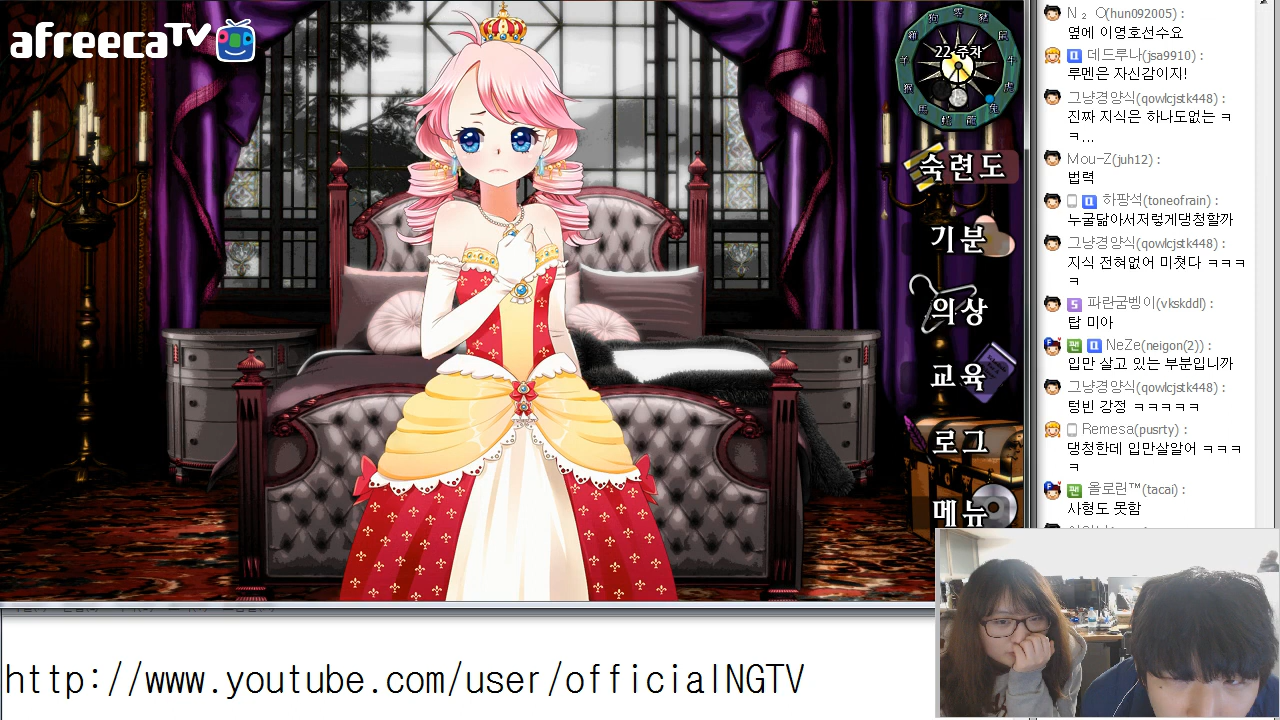 afreecaTV
22 주차
숙련도
기분
의상
교육
로그
메뉴
N₂ O(hun092005) :
옆에 이영호선수요
데드루나(jsa9910) :
루멘은 자신감이지!
그냥경양식(qowlcjstk448) :
진짜 지식은 하나도없는 ㅋ
ㅋ...
Mou-Z(juh12) :
법력
하팡석(toneofrain) :
누굴닮아서저렇게댕청할까
그냥경양식(qowlcjstk448) :
지식 전혀없어 미쳤다 ㅋㅋㅋ
ㅋ
파란굼벵이(vkskddl) :
탑 미아
NeZe(neigon(2)) :
입만 살고 있는 부분입니까
그냥경양식(qowlcjstk448) :
텅빈 강정 ㅋㅋㅋㅋㅋ
Remesa(pusrty) :
댕청한데 입만살앗어 ㅋㅋㅋ
ㅋ
올로런™(tacai) :
사형도 못함
http://www.youtube.com/user/officialNGTV